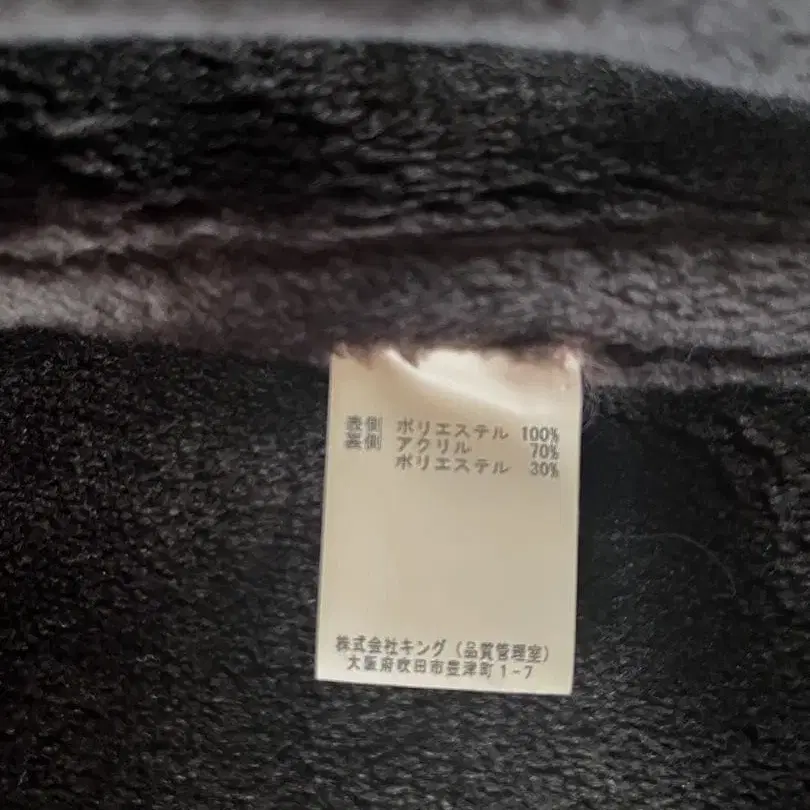 表側 ポリエステル 100%
裏側 アクリル 70%
ポリエステル 30%
株式会社キング（品質管理室）
大阪府吹田市豊津町1-7